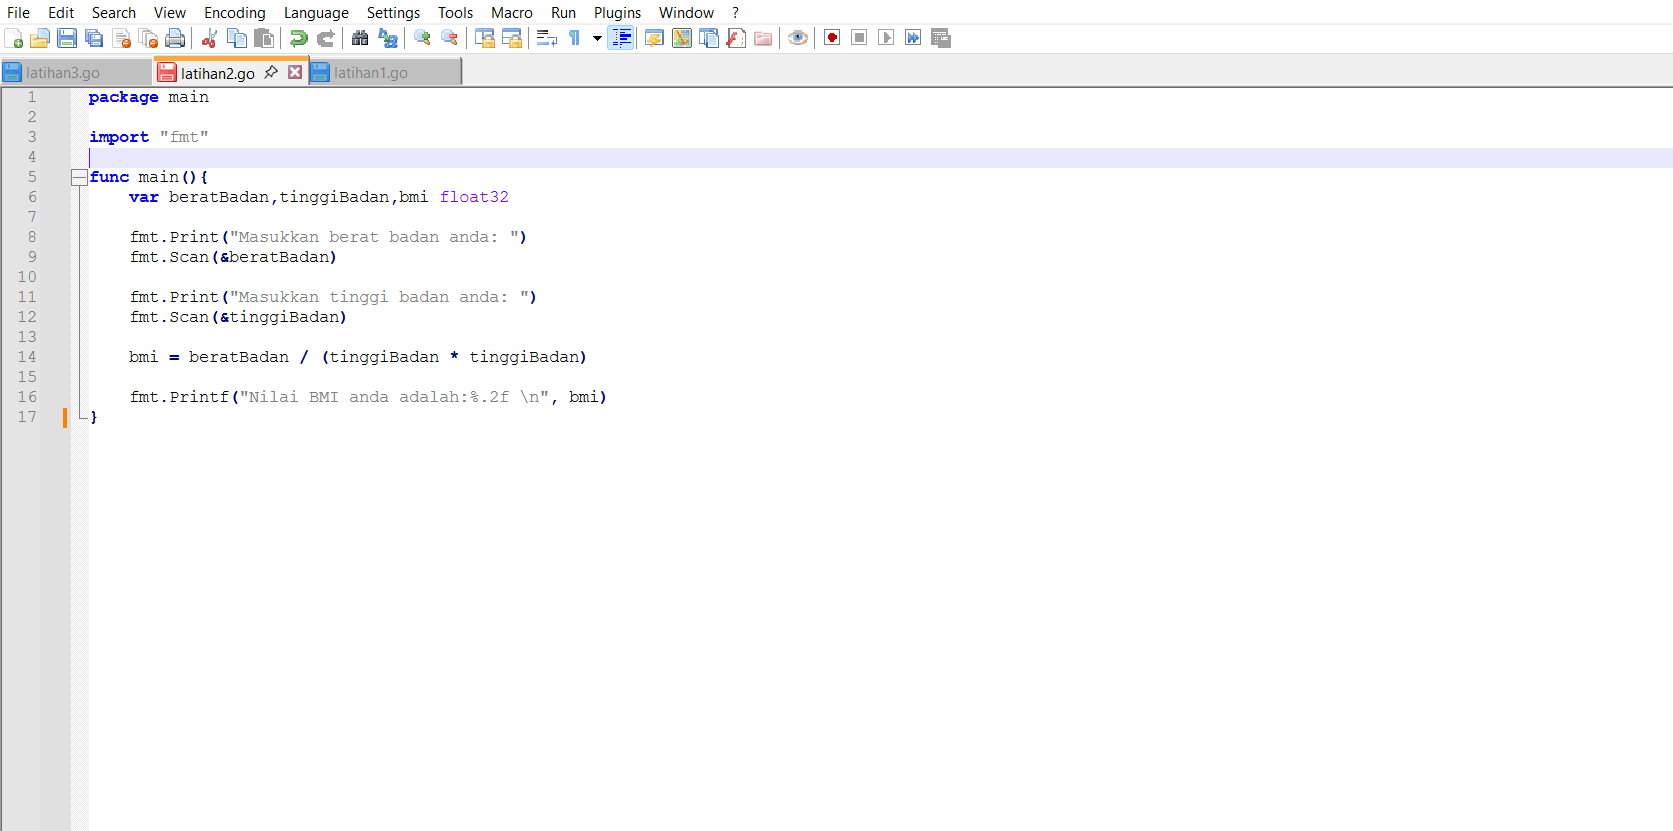 File Edit Search View Encoding Language Settings Tools Macro Run Plugins Window ?
latihan3.go latihan2.go latihan1.go
1 package main
2
3 import "fmt"
4
5 func main(){
6 var beratBadan,tinggiBadan,bmi float32
7
8 fmt.Print("Masukkan berat badan anda: ")
9 fmt.Scan(&beratBadan)
10
11 fmt.Print("Masukkan tinggi badan anda: ")
12 fmt.Scan(&tinggiBadan)
13
14 bmi = beratBadan / (tinggiBadan * tinggiBadan)
15
16 fmt.Printf("Nilai BMI anda adalah:%.2f \n", bmi)
17 }